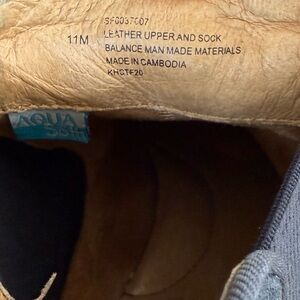 SF0037007
11M
LEATHER UPPER AND SOCK
BALANCE MAN MADE MATERIALS
MADE IN CAMBODIA
KHCTF20
AQUA